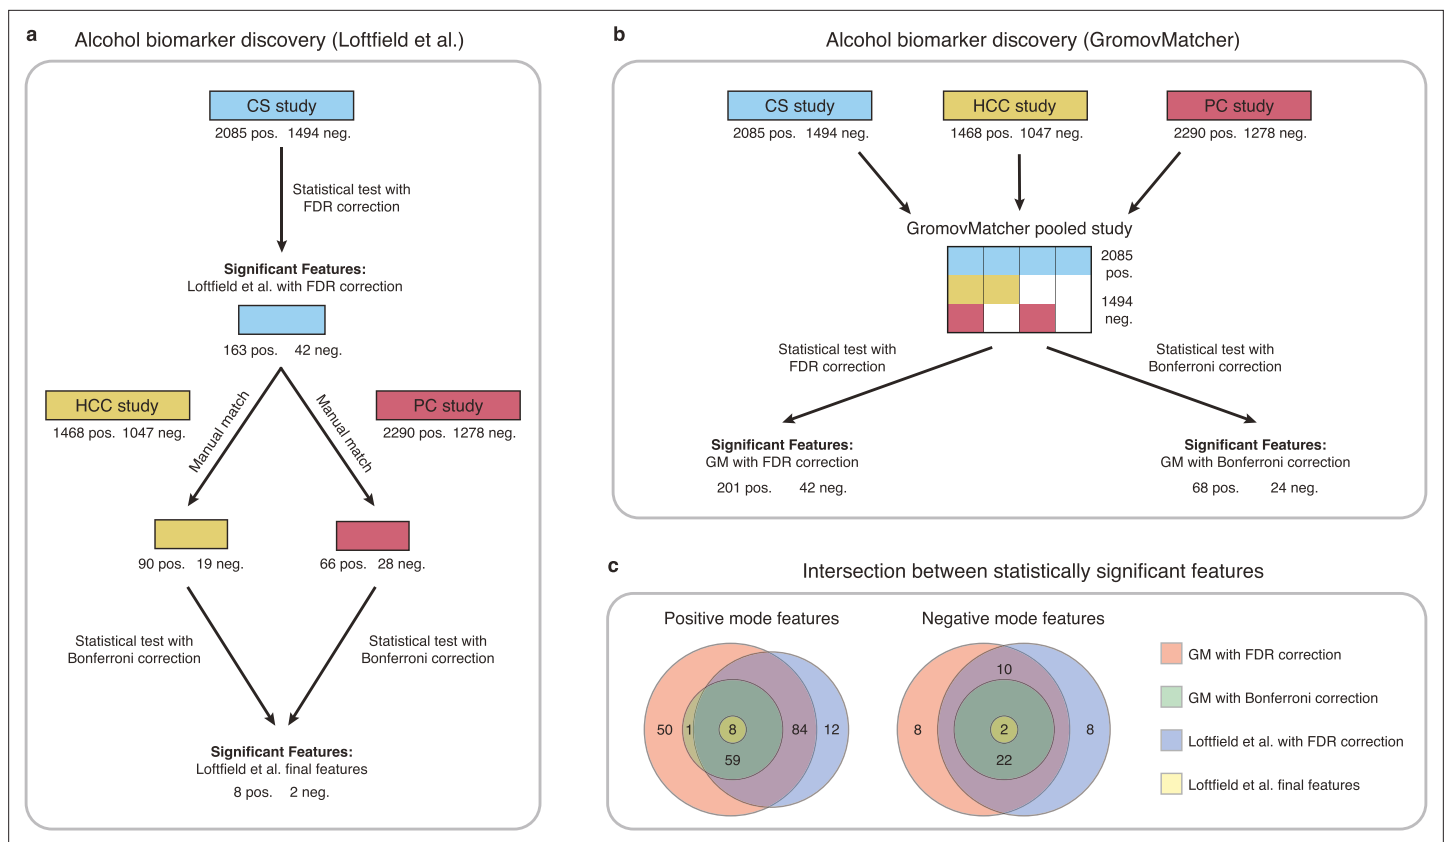 a
Alcohol biomarker discovery (Loftfield et al.)
CS study
2085 pos. 1494 neg.
Statistical test with
FDR correction
Significant Features:
Loftfield et al. with FDR correction
163 pos. 42 neg.
HCC study
1468 pos. 1047 neg.
Manual match
Manual match
PC study
2290 pos. 1278 neg.
90 pos. 19 neg.
66 pos. 28 neg.
Statistical test with
Bonferroni correction
Statistical test with
Bonferroni correction
Significant Features:
Loftfield et al. final features
8 pos. 2 neg.
b
Alcohol biomarker discovery (GromovMatcher)
CS study
2085 pos. 1494 neg.
HCC study
1468 pos. 1047 neg.
PC study
2290 pos. 1278 neg.
GromovMatcher pooled study
2085
pos.
1494
neg.
Statistical test with
FDR correction
Statistical test with
Bonferroni correction
Significant Features:
GM with FDR correction
201 pos. 42 neg.
Significant Features:
GM with Bonferroni correction
68 pos. 24 neg.
c
Intersection between statistically significant features
Positive mode features
50 1 8 84 12
59
Negative mode features
10
8 2 8
22
GM with FDR correction
GM with Bonferroni correction
Loftfield et al. with FDR correction
Loftfield et al. final features